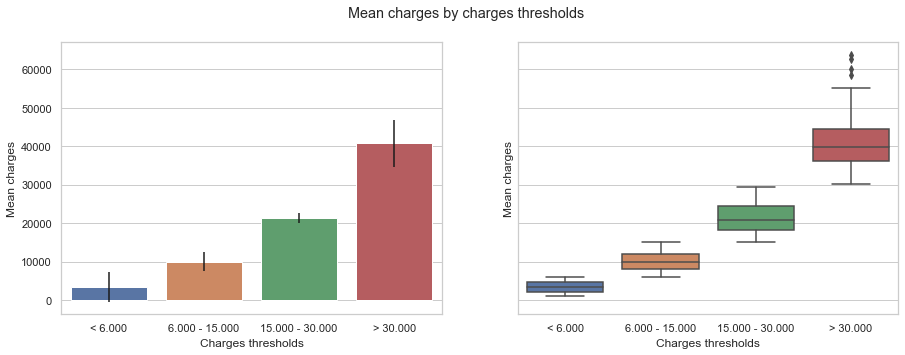 Mean charges by charges thresholds
Mean charges
60000
50000
40000
30000
20000
10000
0
< 6.000 6.000 - 15.000 15.000 - 30.000 > 30.000
Charges thresholds
Mean charges
< 6.000 6.000 - 15.000 15.000 - 30.000 > 30.000
Charges thresholds